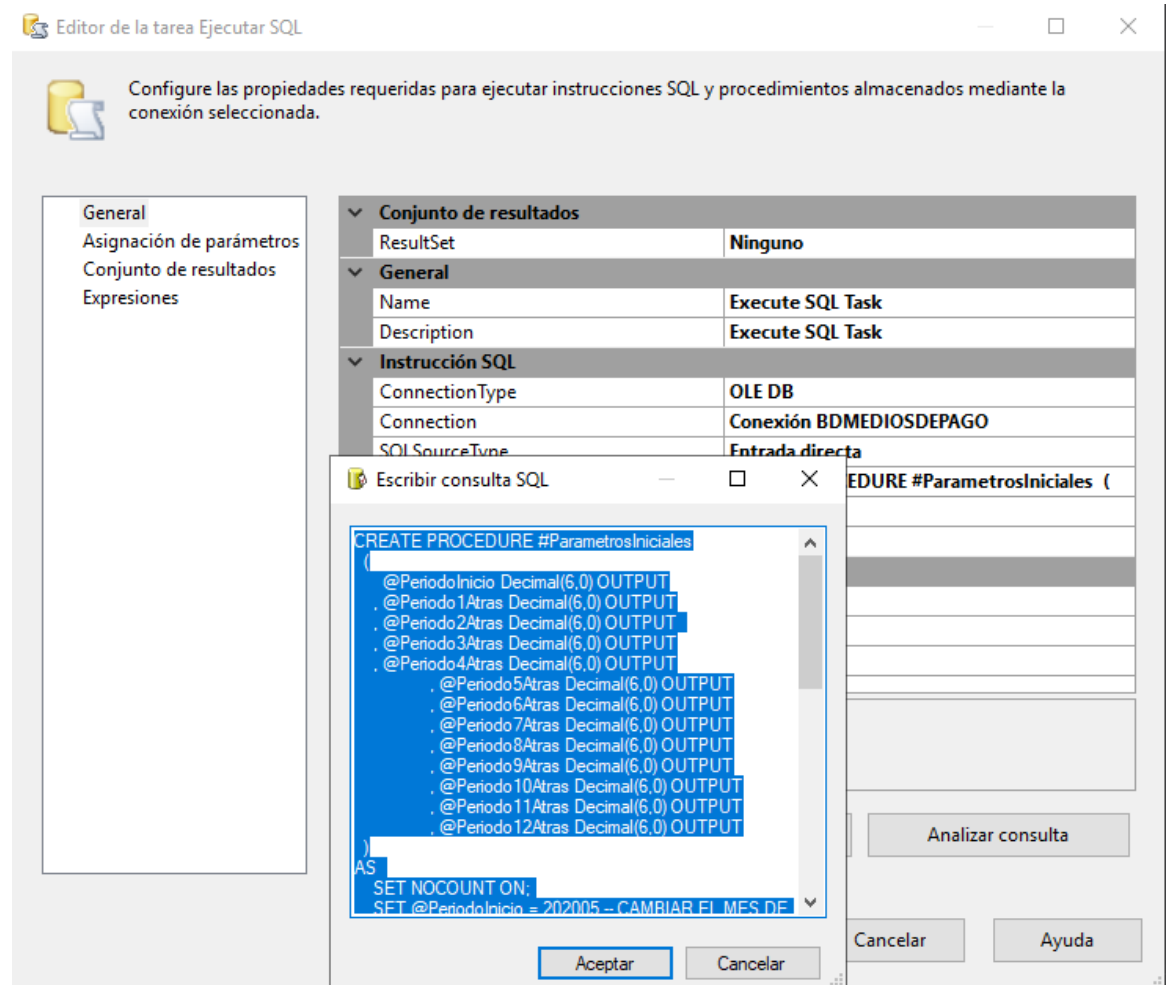 Editor de la tarea Ejecutar SQL
Configure las propiedades requeridas para ejecutar instrucciones SQL y procedimientos almacenados mediante la
conexión seleccionada.
General
Asignación de parámetros
Conjunto de resultados
Expresiones
Conjunto de resultados
ResultSet Ninguno
General
Name Execute SQL Task
Description Execute SQL Task
Instrucción SQL
ConnectionType OLE DB
Connection Conexión BDMEDIOSDEPAGO
SQLSourceType Entrada directa
EDURE #ParametrosIniciales (
Escribir consulta SQL
CREATE PROCEDURE #ParametrosIniciales
(
@PeriodoInicio Decimal(6,0) OUTPUT
, @Periodo1Atras Decimal(6,0) OUTPUT
, @Periodo2Atras Decimal(6,0) OUTPUT
, @Periodo3Atras Decimal(6,0) OUTPUT
, @Periodo4Atras Decimal(6,0) OUTPUT
, @Periodo5Atras Decimal(6,0) OUTPUT
, @Periodo6Atras Decimal(6,0) OUTPUT
, @Periodo7Atras Decimal(6,0) OUTPUT
, @Periodo8Atras Decimal(6,0) OUTPUT
, @Periodo9Atras Decimal(6,0) OUTPUT
, @Periodo10Atras Decimal(6,0) OUTPUT
, @Periodo11Atras Decimal(6,0) OUTPUT
, @Periodo12Atras Decimal(6,0) OUTPUT
)
AS
SET NOCOUNT ON;
SET @PeriodoInicio = 202005 -- CAMBIAR EL MES DE
Aceptar Cancelar
Analizar consulta
Cancelar Ayuda